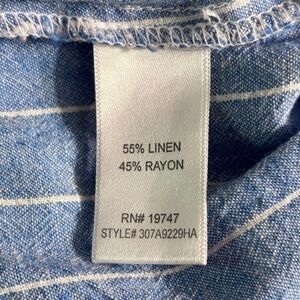 55% LINEN
45% RAYON
RN# 19747
STYLE# 307A9229HA